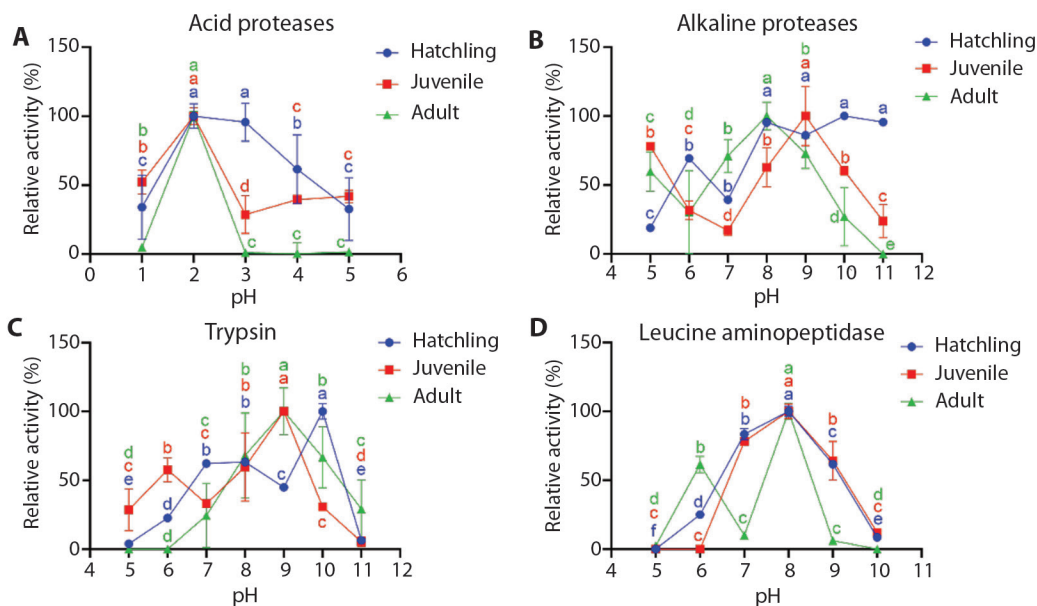 A
Acid proteases
Relative activity (%)
150
100
50
0
0 1 2 3 4 5 6
pH
Hatchling
Juvenile
Adult
b
b
c
a
a
a
a
d
c
c
b
c
c
c
c
B
Alkaline proteases
Relative activity (%)
150
100
50
0
4 5 6 7 8 9 10 11 12
pH
Hatchling
Juvenile
Adult
c
b
c
d
c
b
b
b
d
a
a
b
b
a
a
a
b
d
a
c
e
C
Trypsin
Relative activity (%)
150
100
50
0
4 5 6 7 8 9 10 11 12
pH
Hatchling
Juvenile
Adult
d
c
e
b
d
d
c
c
b
b
b
b
a
a
c
b
a
c
c
d
e
D
Leucine aminopeptidase
Relative activity (%)
150
100
50
0
4 5 6 7 8 9 10 11
pH
Hatchling
Juvenile
Adult
d
c
f
b
d
c
b
b
c
a
a
a
b
c
c
d
c
e